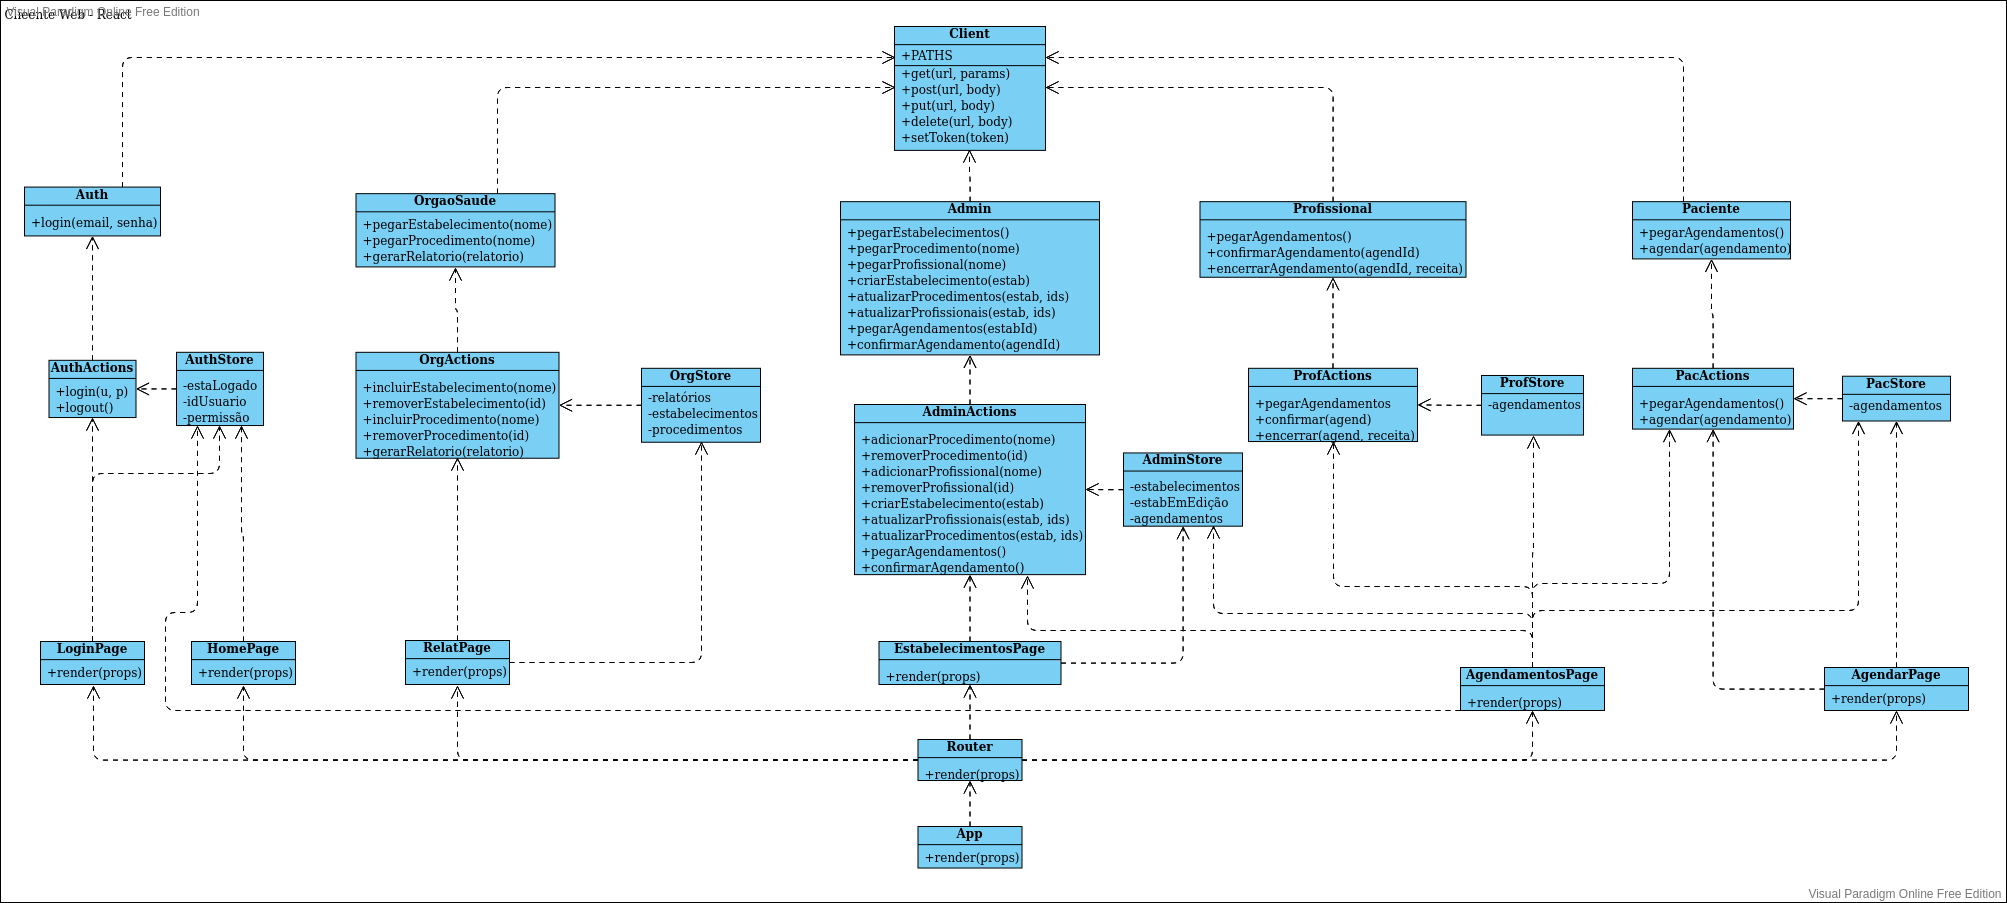 Visual Paradigm Online Free Edition
Clieente Web - React
Client
+PATHS
+get(url, params)
+post(url, body)
+put(url, body)
+delete(url, body)
+setToken(token)
Auth
+login(email, senha)
OrgaoSaude
+pegarEstabelecimento(nome)
+pegarProcedimento(nome)
+gerarRelatorio(relatorio)
Admin
+pegarEstabelecimentos()
+pegarProcedimento(nome)
+pegarProfissional(nome)
+criarEstabelecimento(estab)
+atualizarProcedimentos(estab, ids)
+atualizarProfissionais(estab, ids)
+pegarAgendamentos(estabId)
+confirmarAgendamento(agendId)
Profissional
+pegarAgendamentos()
+confirmarAgendamento(agendId)
+encerrarAgendamento(agendId, receita)
Paciente
+pegarAgendamentos()
+agendar(agendamento)
AuthActions
+login(u, p)
+logout()
AuthStore
-estaLogado
-idUsuario
-permissão
OrgActions
+incluirEstabelecimento(nome)
+removerEstabelecimento(id)
+incluirProcedimento(nome)
+removerProcedimento(id)
+gerarRelatorio(relatorio)
OrgStore
-relatórios
-estabelecimentos
-procedimentos
AdminActions
+adicionarProcedimento(nome)
+removerProcedimento(id)
+adicionarProfissional(nome)
+removerProfissional(id)
+criarEstabelecimento(estab)
+atualizarProfissionais(estab, ids)
+atualizarProcedimentos(estab, ids)
+pegarAgendamentos()
+confirmarAgendamento()
AdminStore
-estabelecimentos
-estabEmEdição
-agendamentos
ProfActions
+pegarAgendamentos
+confirmar(agend)
+encerrar(agend, receita)
ProfStore
-agendamentos
PacActions
+pegarAgendamentos()
+agendar(agendamento)
PacStore
-agendamentos
LoginPage
+render(props)
HomePage
+render(props)
RelatPage
+render(props)
EstabelecimentosPage
+render(props)
AgendamentosPage
+render(props)
AgendarPage
+render(props)
Router
+render(props)
App
+render(props)
Visual Paradigm Online Free Edition